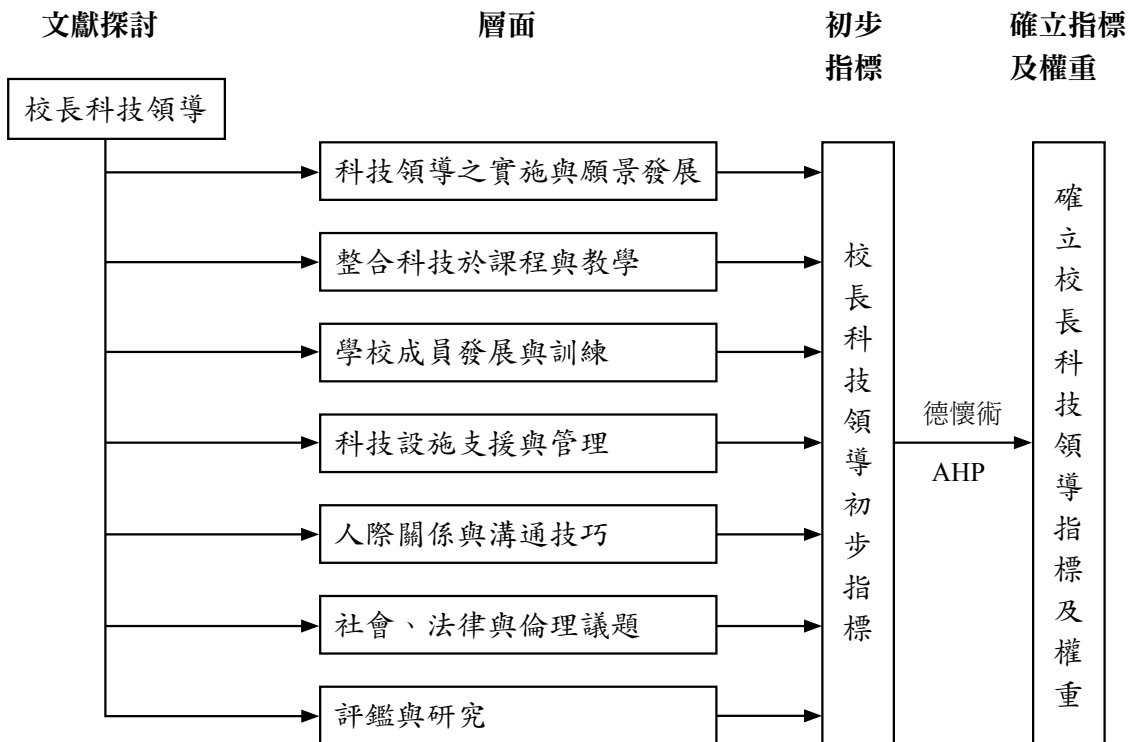 文獻探討
層面
初步
指標
確立指標
及權重
校長科技領導
科技領導之實施與願景發展
整合科技於課程與教學
學校成員發展與訓練
科技設施支援與管理
人際關係與溝通技巧
社會、法律與倫理議題
評鑑與研究
校長科技領導初步指標
德懷術
AHP
確立校長科技領導指標及權重